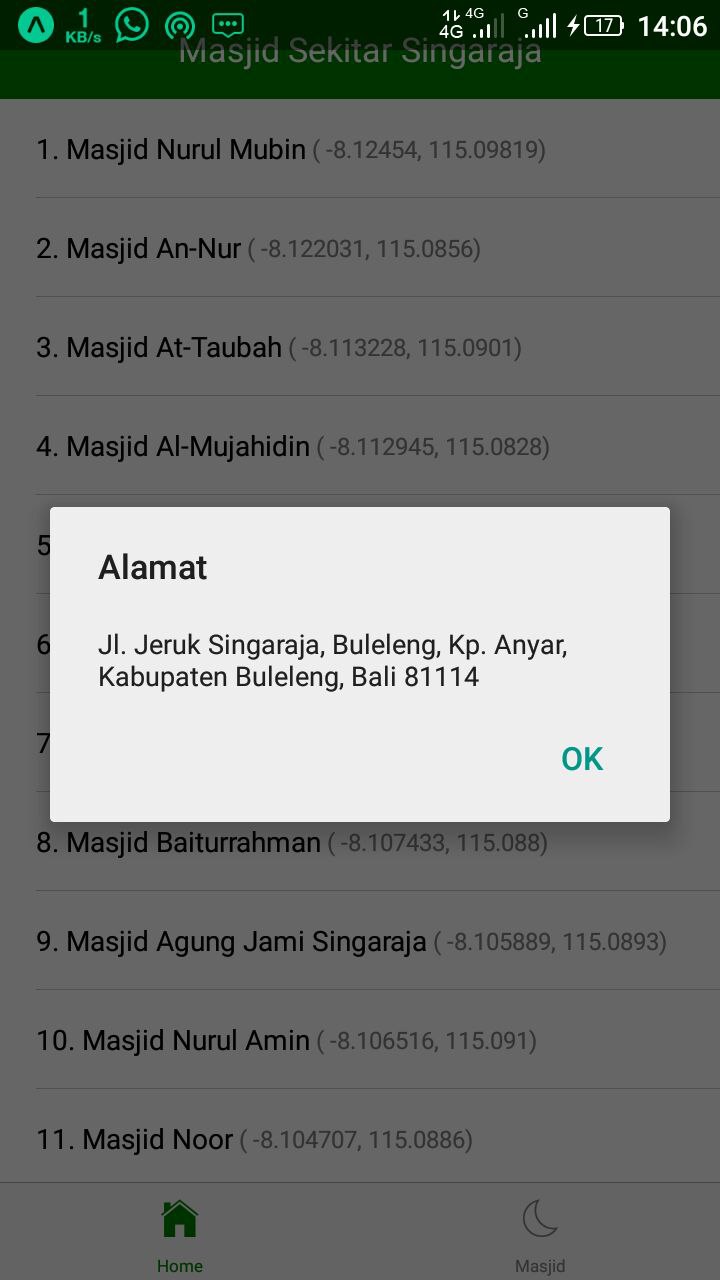 1
KB/s
4G
4G
G
17
14:06
Masjid Sekitar Singaraja
1. Masjid Nurul Mubin ( -8.12454, 115.09819)
2. Masjid An-Nur ( -8.122031, 115.0856)
3. Masjid At-Taubah ( -8.113228, 115.0901)
4. Masjid Al-Mujahidin ( -8.112945, 115.0828)
5
Alamat
6
Jl. Jeruk Singaraja, Buleleng, Kp. Anyar,
Kabupaten Buleleng, Bali 81114
7
OK
8. Masjid Baiturrahman ( -8.107433, 115.088)
9. Masjid Agung Jami Singaraja ( -8.105889, 115.0893)
10. Masjid Nurul Amin ( -8.106516, 115.091)
11. Masjid Noor ( -8.104707, 115.0886)
Home
Masjid